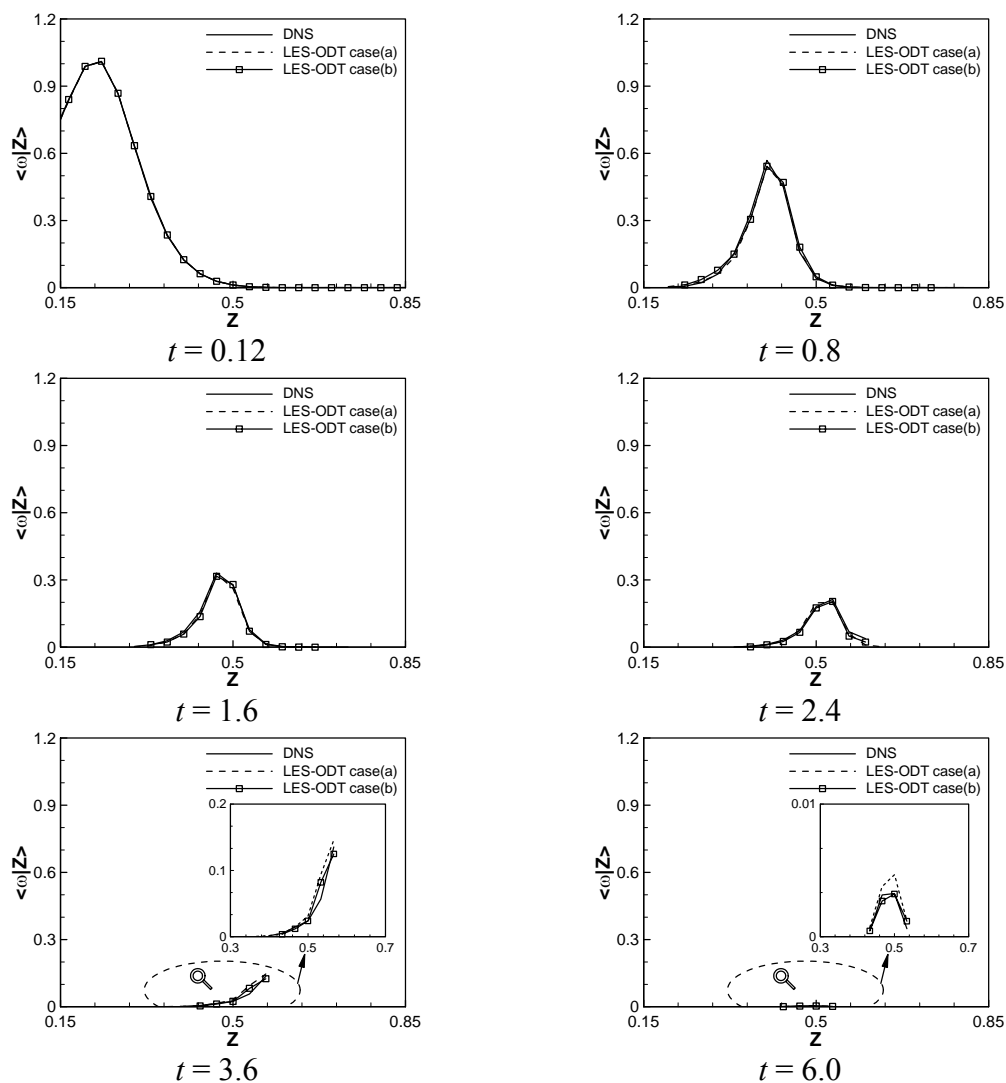 1.2
0.9
0.6
0.3
0
<ω|Z>
DNS
LES-ODT case(a)
LES-ODT case(b)
0.15
0.5
0.85
Z
t = 0.12
1.2
0.9
0.6
0.3
0
<ω|Z>
DNS
LES-ODT case(a)
LES-ODT case(b)
0.15
0.5
0.85
Z
t = 0.8
1.2
0.9
0.6
0.3
0
<ω|Z>
DNS
LES-ODT case(a)
LES-ODT case(b)
0.15
0.5
0.85
Z
t = 1.6
1.2
0.9
0.6
0.3
0
<ω|Z>
DNS
LES-ODT case(a)
LES-ODT case(b)
0.15
0.5
0.85
Z
t = 2.4
1.2
0.9
0.6
0.3
0
<ω|Z>
DNS
LES-ODT case(a)
LES-ODT case(b)
0.2
0.1
0
0.3
0.5
0.7
0.15
0.5
0.85
Z
t = 3.6
1.2
0.9
0.6
0.3
0
<ω|Z>
DNS
LES-ODT case(a)
LES-ODT case(b)
0.01
0
0.3
0.5
0.7
0.15
0.5
0.85
Z
t = 6.0